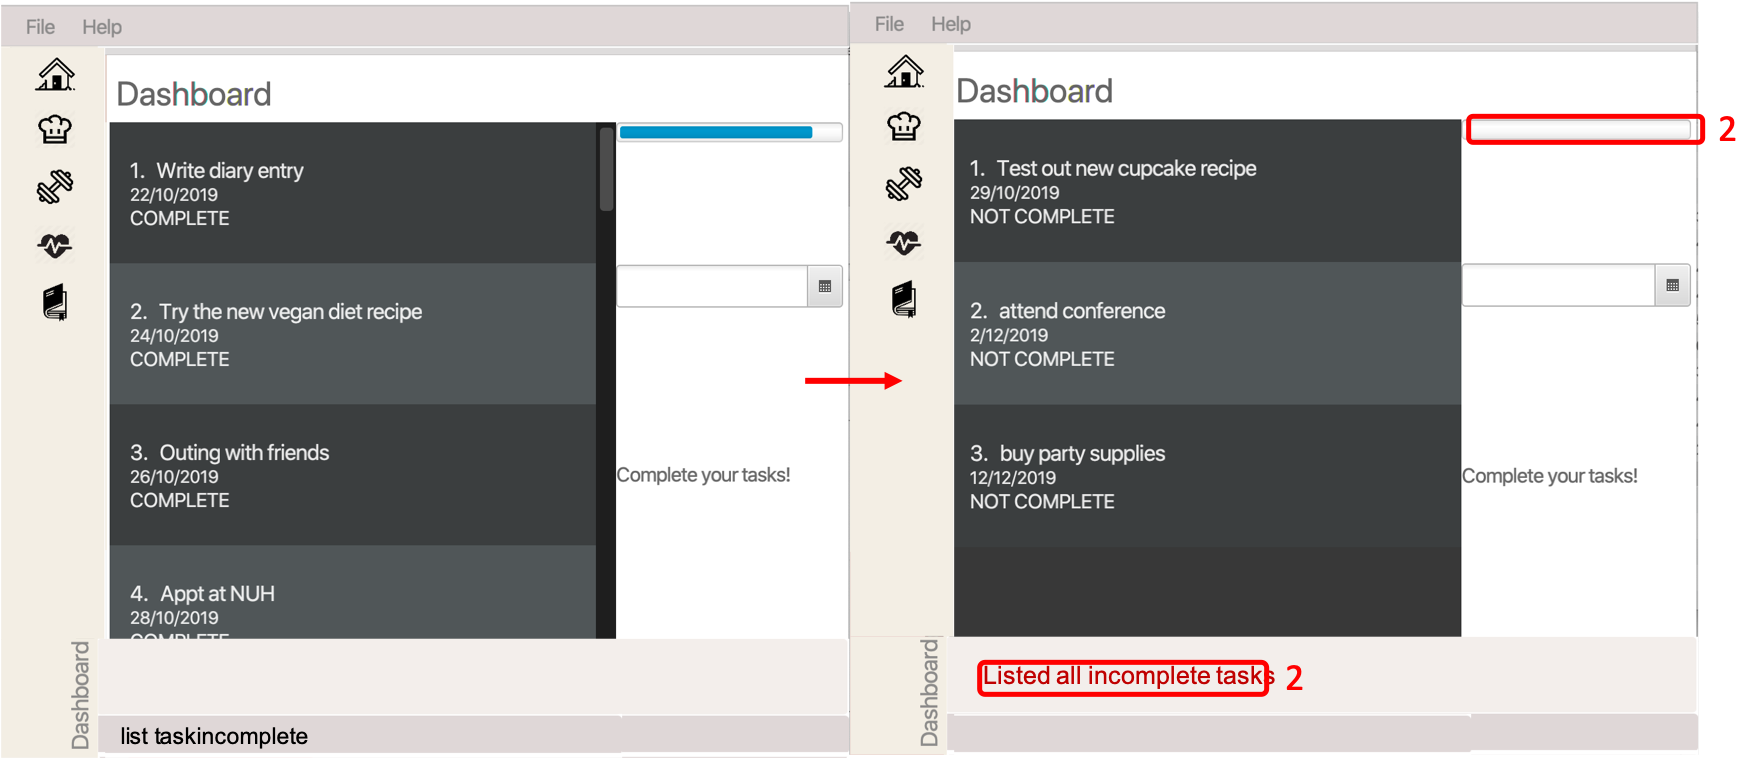 File Help
Dashboard
1. Write diary entry
22/10/2019
COMPLETE
2. Try the new vegan diet recipe
24/10/2019
COMPLETE
3. Outing with friends
26/10/2019
COMPLETE
4. Appt at NUH
28/10/2019
COMPLETE
Complete your tasks!
Dashboard
list taskincomplete
File Help
Dashboard
2
1. Test out new cupcake recipe
29/10/2019
NOT COMPLETE
2. attend conference
2/12/2019
NOT COMPLETE
3. buy party supplies
12/12/2019
NOT COMPLETE
Complete your tasks!
Dashboard
Listed all incomplete tasks 2